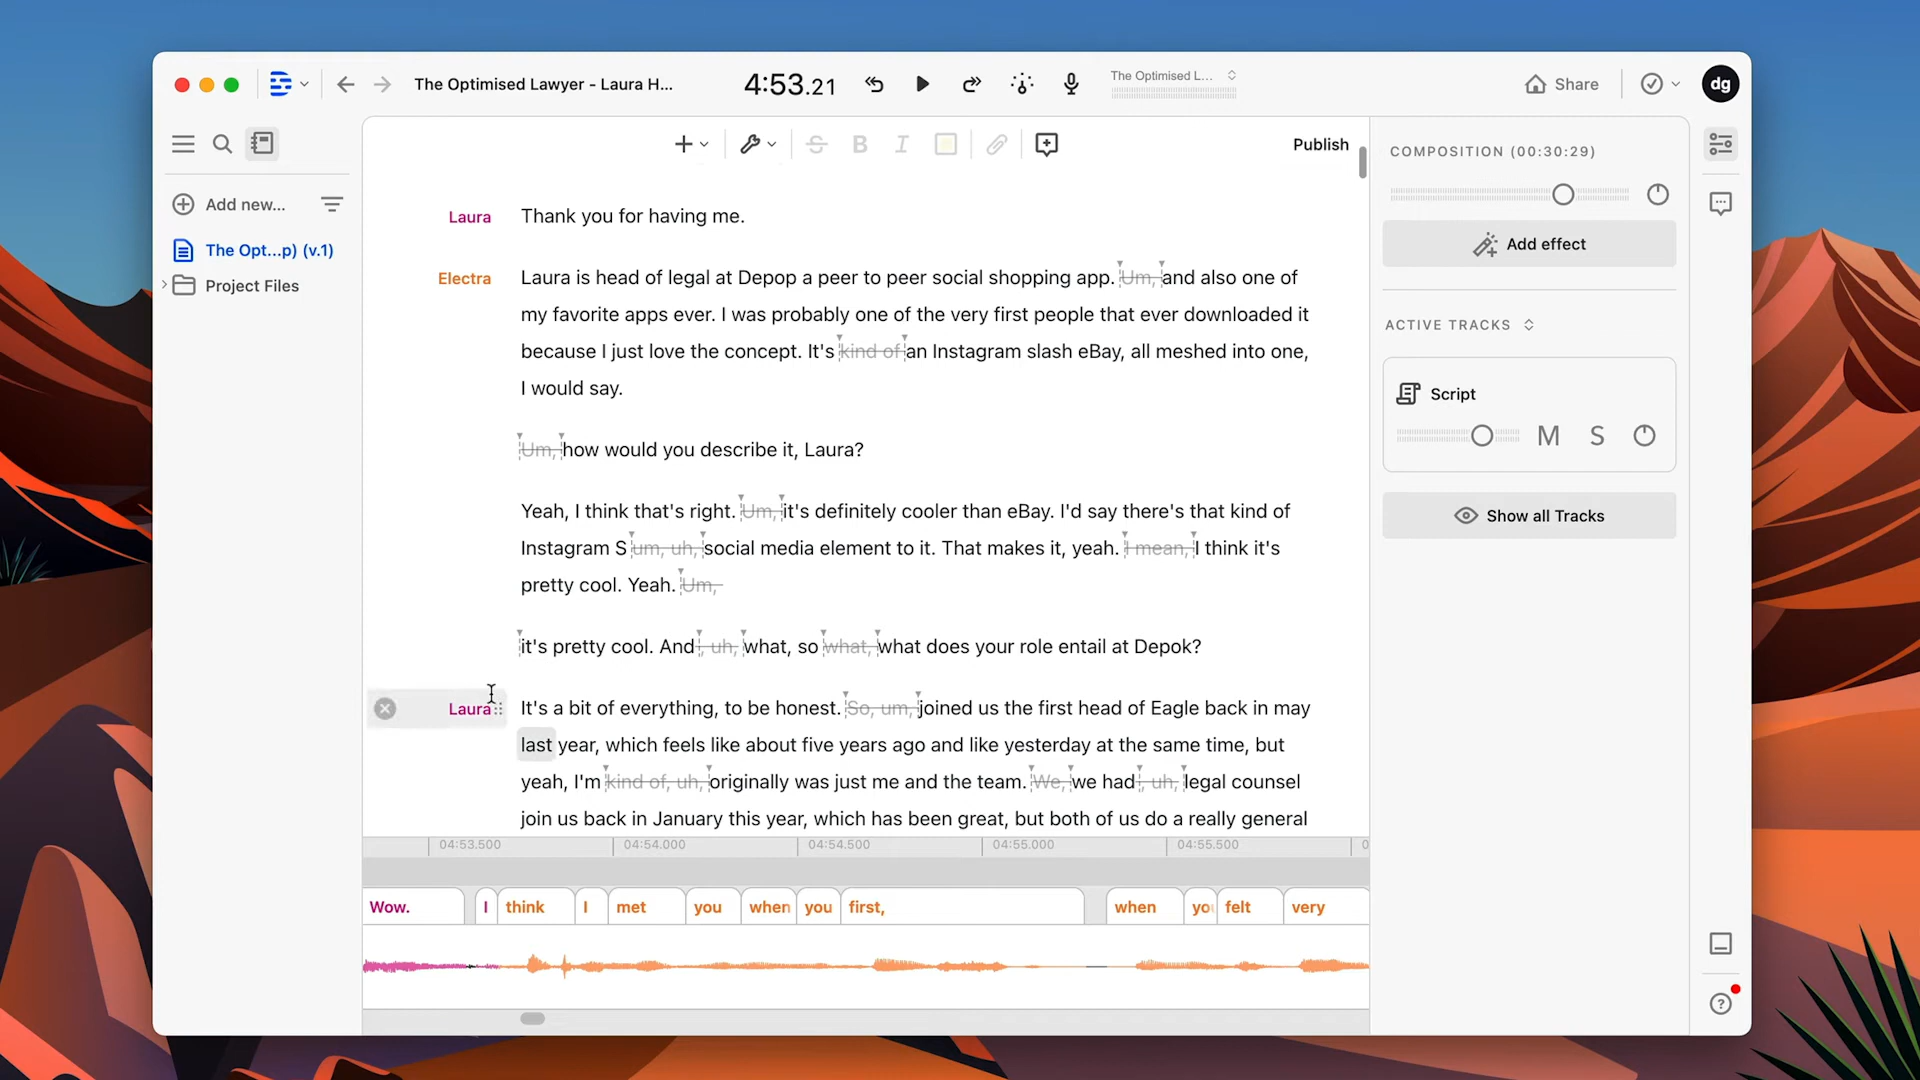 The Optimised Lawyer - Laura H...
4:53.21
The Optimised L...
Share
dg
Publish
Add new...
The Opt...p) (v.1)
Project Files
Laura Thank you for having me.
Electra Laura is head of legal at Depop a peer to peer social shopping app. Um, and also one of
my favorite apps ever. I was probably one of the very first people that ever downloaded it
because I just love the concept. It's kind of an Instagram slash eBay, all meshed into one,
I would say.
Um, how would you describe it, Laura?
Yeah, I think that's right. Um, it's definitely cooler than eBay. I'd say there's that kind of
Instagram S um, uh, social media element to it. That makes it, yeah. I mean, I think it's
pretty cool. Yeah. Um,
it's pretty cool. And , uh, what, so what, what does your role entail at Depok?
Laura It's a bit of everything, to be honest. So, um, joined us the first head of Eagle back in may
last year, which feels like about five years ago and like yesterday at the same time, but
yeah, I'm kind of, uh, originally was just me and the team. We, we had , uh, legal counsel
join us back in January this year, which has been great, but both of us do a really general
04:53.500 04:54.000 04:54.500 04:55.000 04:55.500 0
Wow. I think I met you when you first, when you felt very
COMPOSITION (00:30:29)
Add effect
ACTIVE TRACKS
Script
M S
Show all Tracks